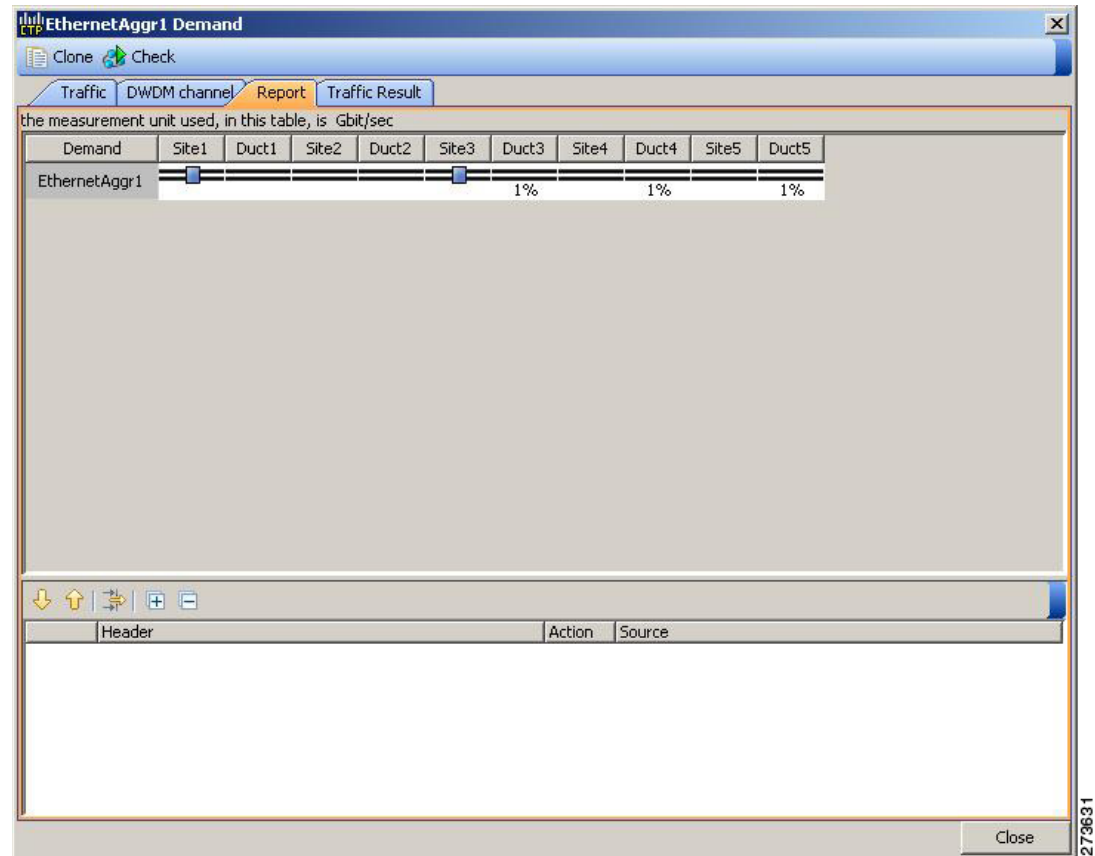 CTP EthernetAggr1 Demand
Clone Check
Traffic DWDM channel Report Traffic Result
the measurement unit used, in this table, is Gbit/sec
Demand Site1 Duct1 Site2 Duct2 Site3 Duct3 Site4 Duct4 Site5 Duct5
EthernetAggr1 1% 1% 1%
Header Action Source
Close
273631